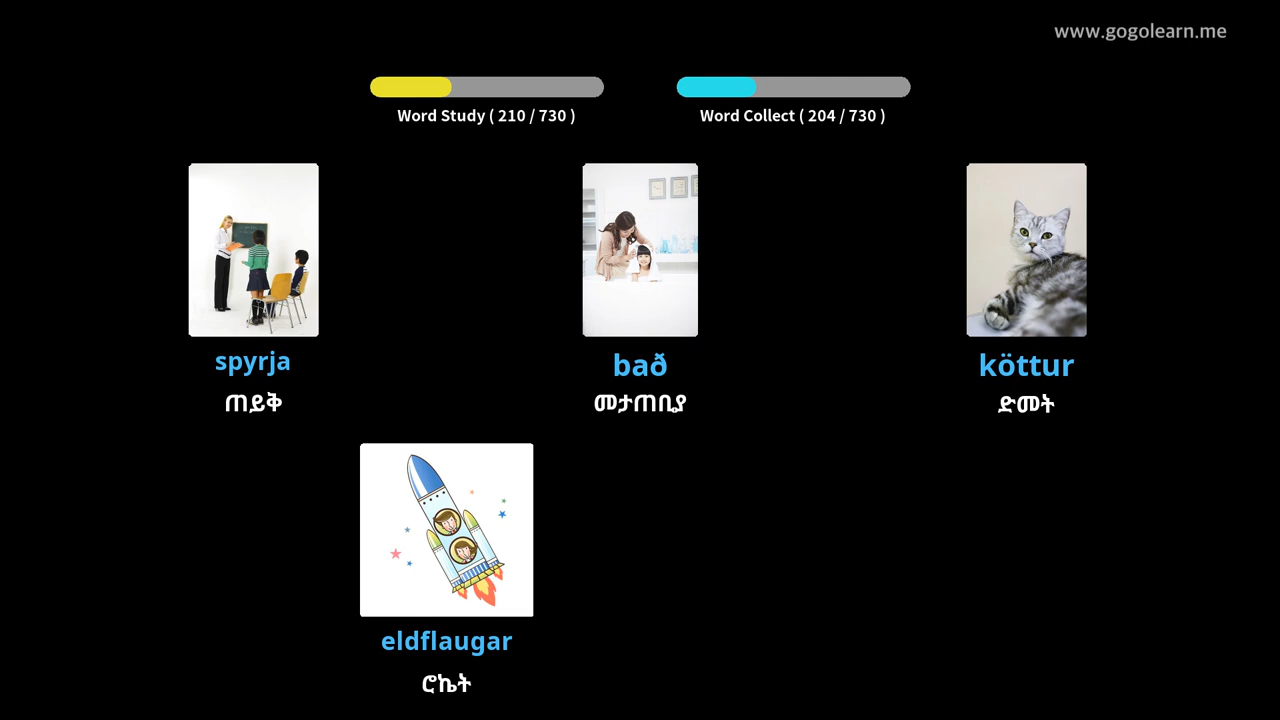 www.gogolearn.me
Word Study ( 210 / 730 )
Word Collect ( 204 / 730 )
spyrja
ጠይቅ
bað
መታጠቢያ
köttur
ድመት
eldflaugar
ሮኬት